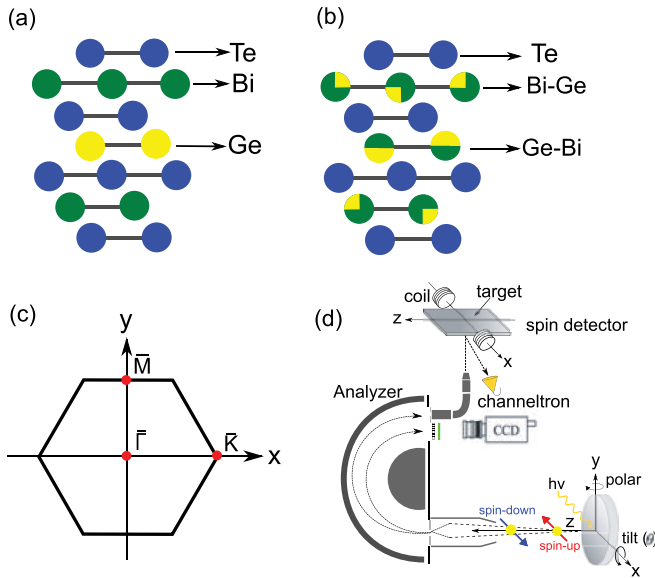 (a)
Te
Bi
Ge
(b)
Te
Bi-Ge
Ge-Bi
(c)
y
M̄
Γ̄
K̄
x
(d)
coil
target
z
spin detector
x
Analyzer
channeltron
CCD
y
hν
polar
spin-down
z
spin-up
tilt
x